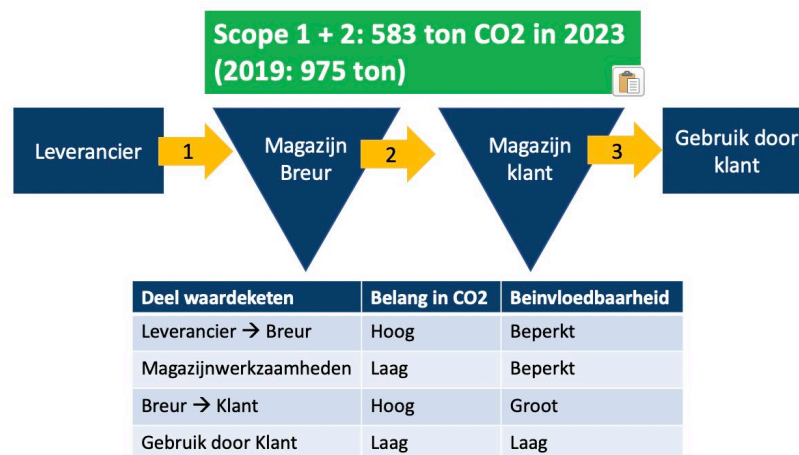 Scope 1 + 2: 583 ton CO2 in 2023
(2019: 975 ton)
Leverancier
1
Magazijn
Breur
2
Magazijn
klant
3
Gebruik door
klant
Deel waardeketen Belang in CO2 Beinvloedbaarheid
Leverancier → Breur Hoog Beperkt
Magazijnwerkzaamheden Laag Beperkt
Breur → Klant Hoog Groot
Gebruik door Klant Laag Laag